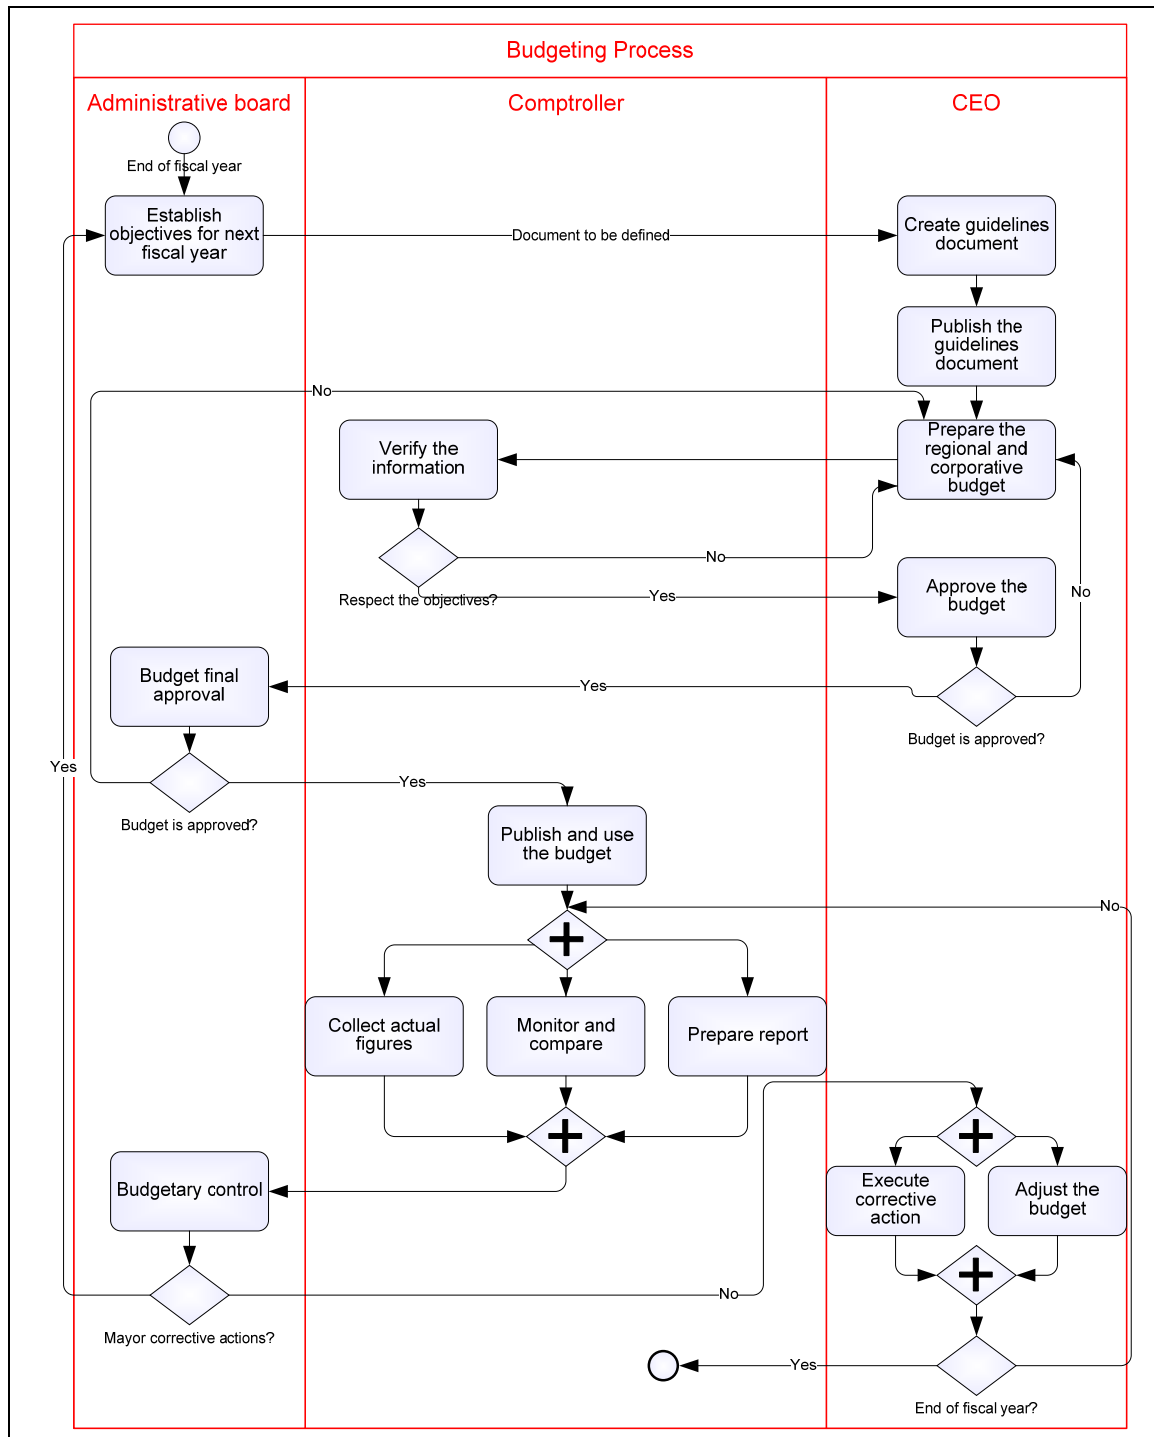 Budgeting Process
Administrative board
Comptroller
CEO
End of fiscal year
Establish
objectives for next
fiscal year
Document to be defined
Create guidelines
document
Publish the
guidelines
document
No
Verify the
information
Prepare the
regional and
corporative
budget
No
Respect the objectives?
Yes
Approve the
budget
No
Budget final
approval
Yes
Budget is approved?
Yes
Yes
Budget is approved?
Publish and use
the budget
No
Collect actual
figures
Monitor and
compare
Prepare report
Budgetary control
Execute
corrective
action
Adjust the
budget
No
Mayor corrective actions?
Yes
End of fiscal year?